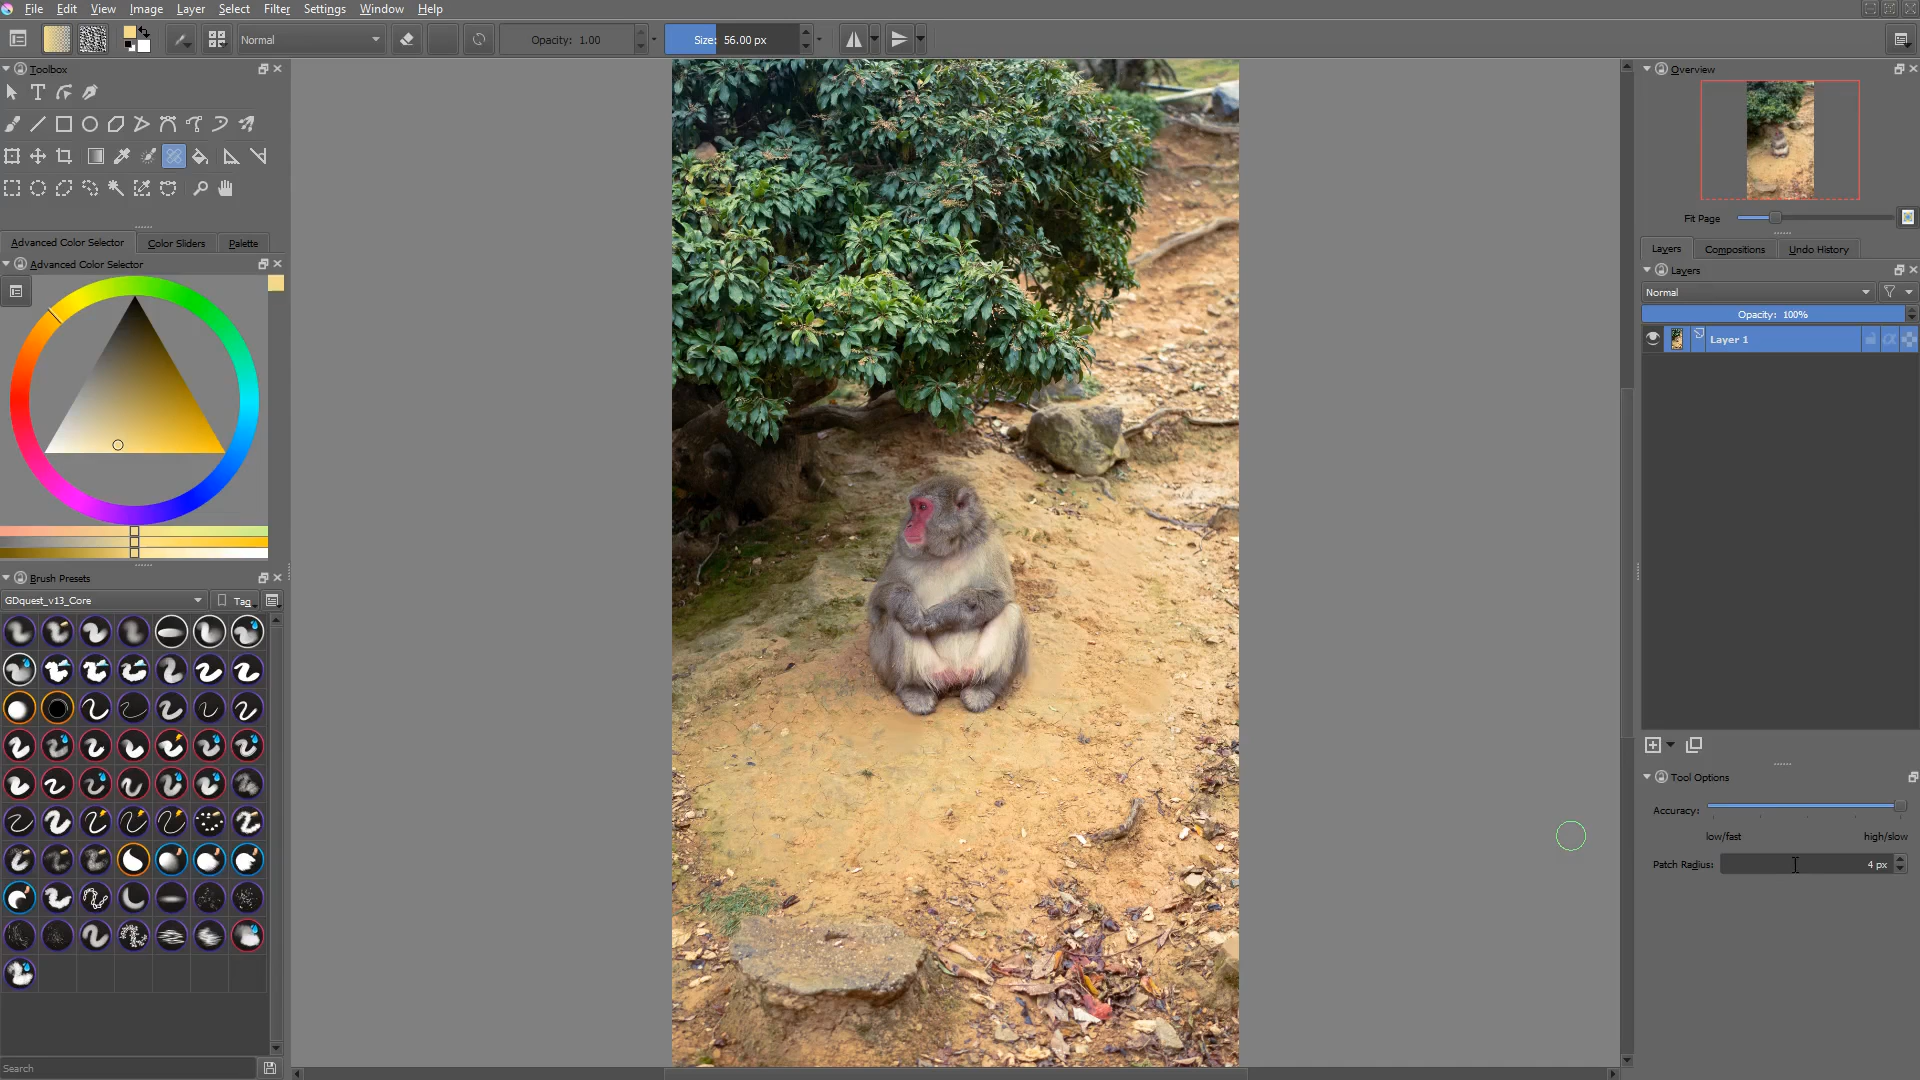 File Edit View Image Layer Select Filter Settings Window Help
Normal
Opacity: 1.00
Size: 56.00 px
Toolbox
Advanced Color Selector Color Sliders Palette
Advanced Color Selector
Brush Presets
GDquest_v13_Core
Tag
Search
Overview
Fit Page
Layers Compositions Undo History
Layers
Normal
Opacity: 100%
Layer 1
Tool Options
Accuracy:
low/fast high/slow
Patch Radius: 4 px